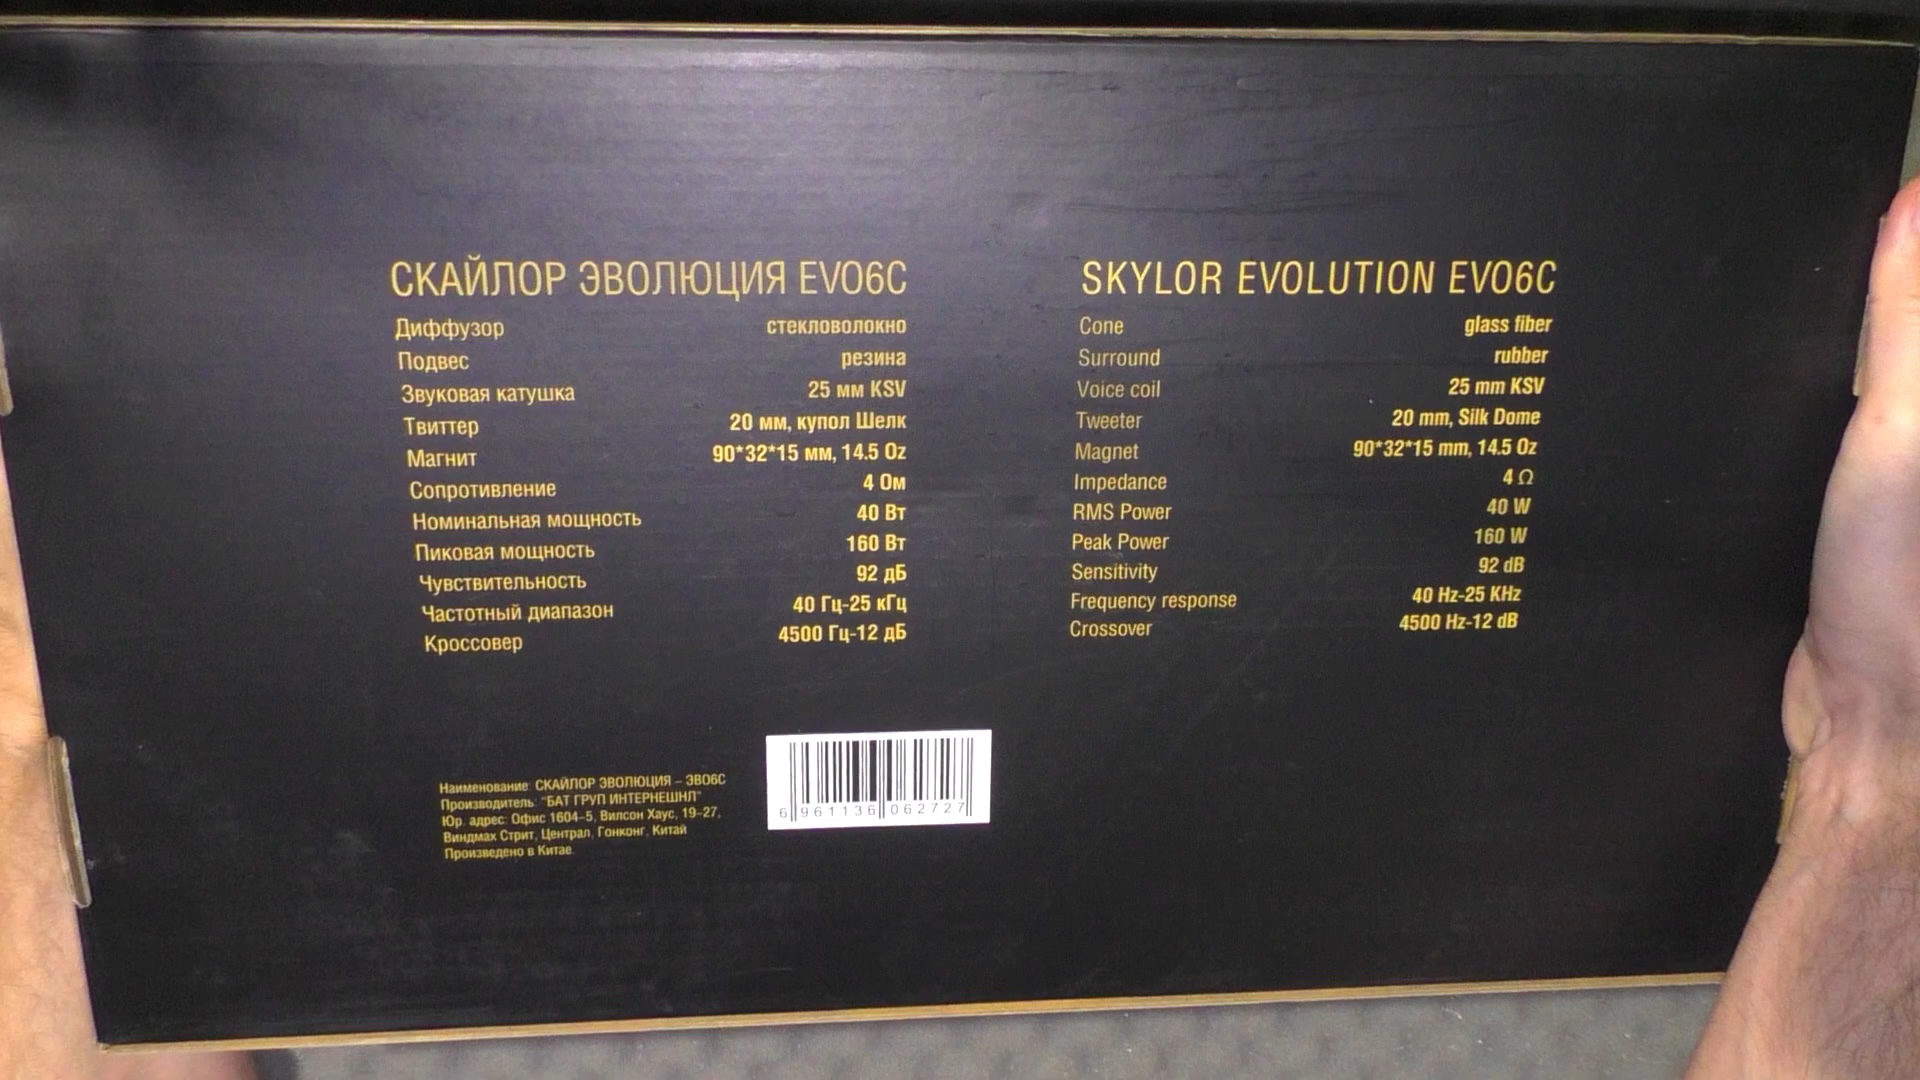 СКАЙЛОР ЭВОЛЮЦИЯ EVO6C
Диффузор стекловолокно
Подвес резина
Звуковая катушка 25 мм KSV
Твиттер 20 мм, купол Шелк
Магнит 90*32*15 мм, 14.5 Oz
Сопротивление 4 Ом
Номинальная мощность 40 Вт
Пиковая мощность 160 Вт
Чувствительность 92 дБ
Частотный диапазон 40 Гц-25 кГц
Кроссовер 4500 Гц-12 дБ
SKYLOR EVOLUTION EVO6C
Cone glass fiber
Surround rubber
Voice coil 25 mm KSV
Tweeter 20 mm, Silk Dome
Magnet 90*32*15 mm, 14.5 Oz
Impedance 4 Ω
RMS Power 40 W
Peak Power 160 W
Sensitivity 92 dB
Frequency response 40 Hz-25 KHz
Crossover 4500 Hz-12 dB
Наименование: СКАЙЛОР ЭВОЛЮЦИЯ – ЭВО6С
Производитель: "БАТ ГРУП ИНТЕРНЕШНЛ"
Юр. адрес: Офис 1604-5, Вилсон Хаус, 19-27,
Виндмах Стрит, Централ, Гонконг, Китай
Произведено в Китае.
6 961136 062727